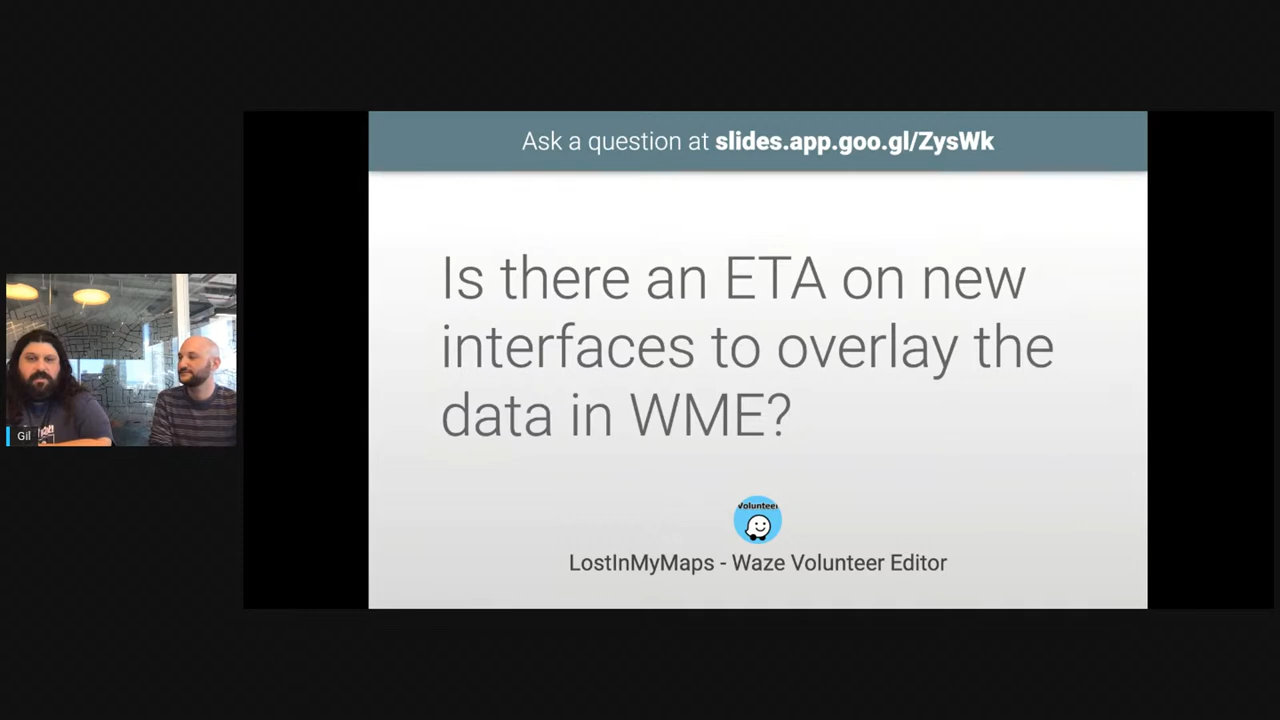 Ask a question at slides.app.goo.gl/ZysWk
Is there an ETA on new
interfaces to overlay the
data in WME?
Volunteer
LostInMyMaps - Waze Volunteer Editor
Gil